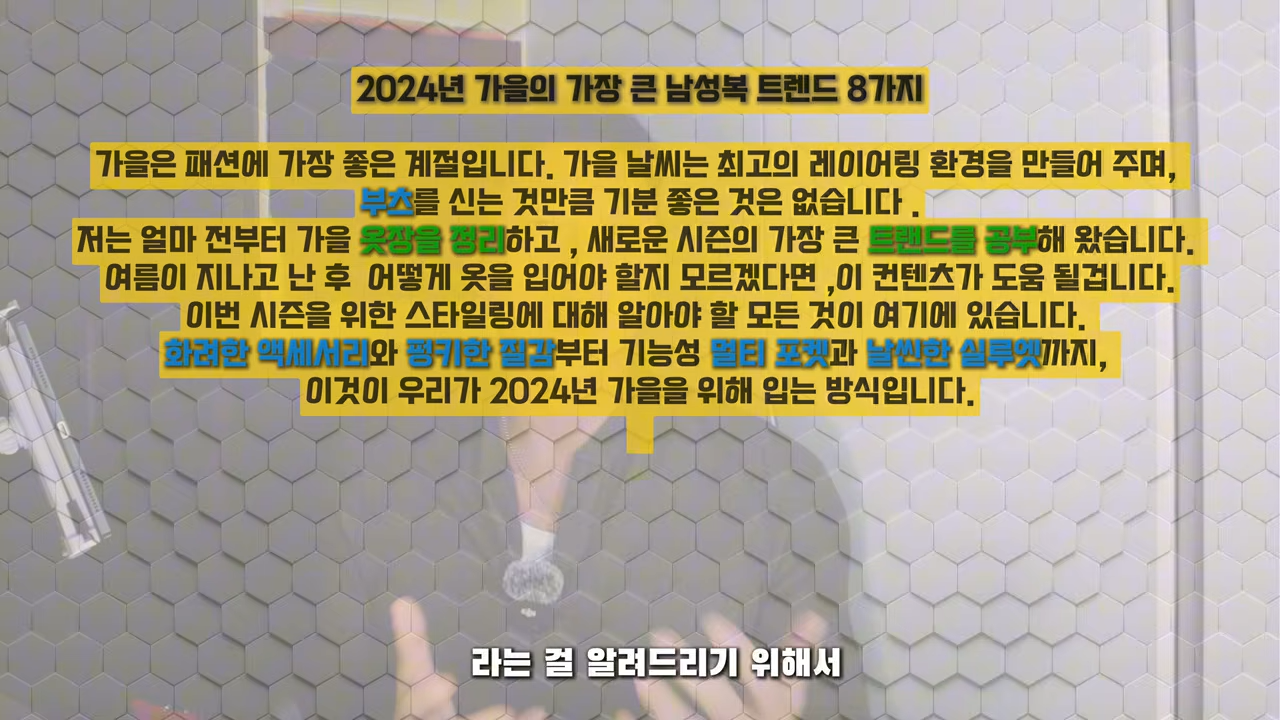 2024년 가을의 가장 큰 남성복 트렌드 8가지
가을은 패션에 가장 좋은 계절입니다. 가을 날씨는 최고의 레이어링 환경을 만들어 주며,
부츠를 신는 것만큼 기분 좋은 것은 없습니다 .
저는 얼마 전부터 가을 옷장을 정리하고 , 새로운 시즌의 가장 큰 트랜드를 공부해 왔습니다.
여름이 지나고 난 후 어떻게 옷을 입어야 할지 모르겠다면 ,이 컨텐츠가 도움 될겁니다.
이번 시즌을 위한 스타일링에 대해 알아야 할 모든 것이 여기에 있습니다.
화려한 액세서리와 펑키한 질감부터 기능성 멀티 포켓과 날씬한 실루엣까지,
이것이 우리가 2024년 가을을 위해 입는 방식입니다.
라는 걸 알려드리기 위해서